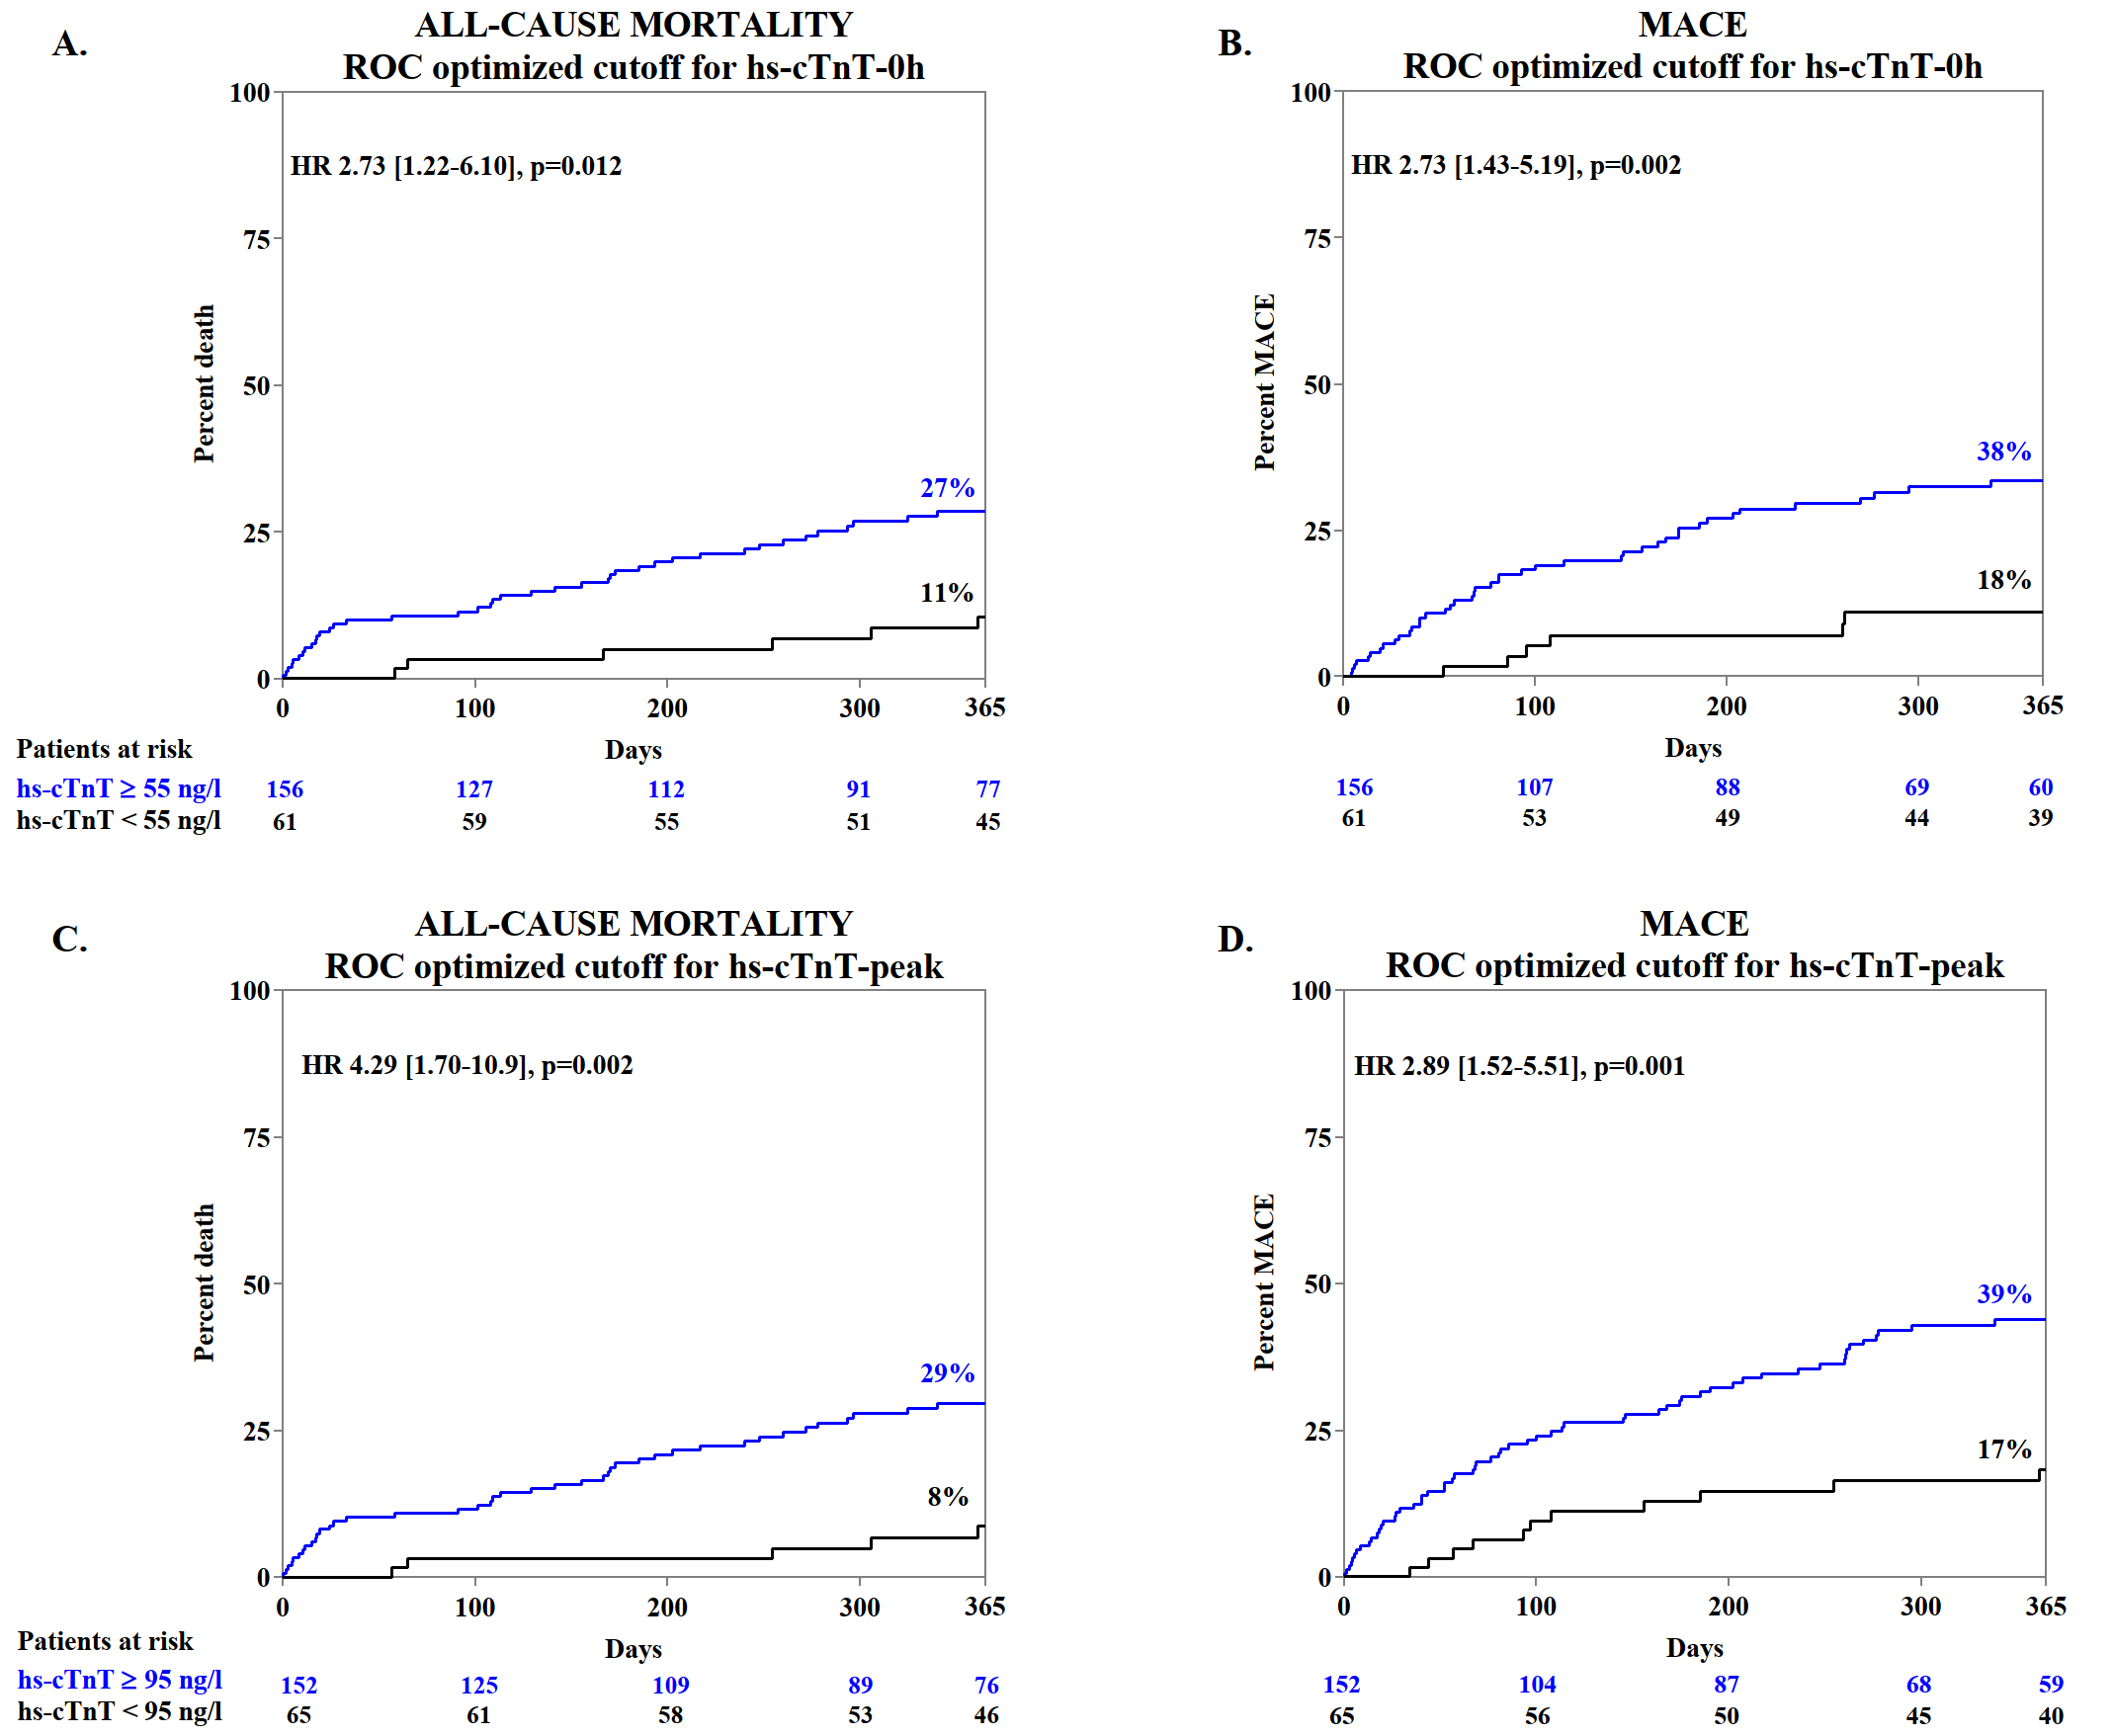 A.
ALL-CAUSE MORTALITY
ROC optimized cutoff for hs-cTnT-0h
HR 2.73 [1.22-6.10], p=0.012
Percent death
100
75
50
25
0
27%
11%
0 100 200 300 365
Days
Patients at risk
hs-cTnT ≥ 55 ng/l 156 127 112 91 77
hs-cTnT < 55 ng/l 61 59 55 51 45
B.
MACE
ROC optimized cutoff for hs-cTnT-0h
HR 2.73 [1.43-5.19], p=0.002
Percent MACE
100
75
50
25
0
38%
18%
0 100 200 300 365
Days
156 107 88 69 60
61 53 49 44 39
C.
ALL-CAUSE MORTALITY
ROC optimized cutoff for hs-cTnT-peak
HR 4.29 [1.70-10.9], p=0.002
Percent death
100
75
50
25
0
29%
8%
0 100 200 300 365
Days
Patients at risk
hs-cTnT ≥ 95 ng/l 152 125 109 89 76
hs-cTnT < 95 ng/l 65 61 58 53 46
D.
MACE
ROC optimized cutoff for hs-cTnT-peak
HR 2.89 [1.52-5.51], p=0.001
Percent MACE
100
75
50
25
0
39%
17%
0 100 200 300 365
Days
152 104 87 68 59
65 56 50 45 40